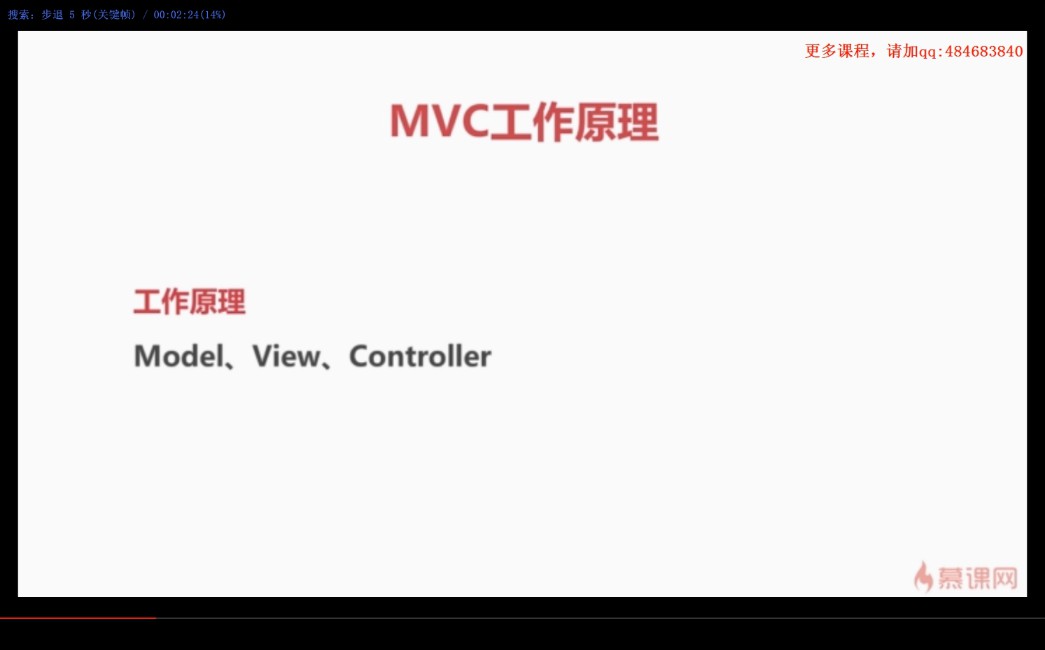 搜索: 步退 5 秒(关键帧) / 00:02:24(14%)
更多课程，请加qq:484683840
MVC工作原理
工作原理
Model、View、Controller
慕课网